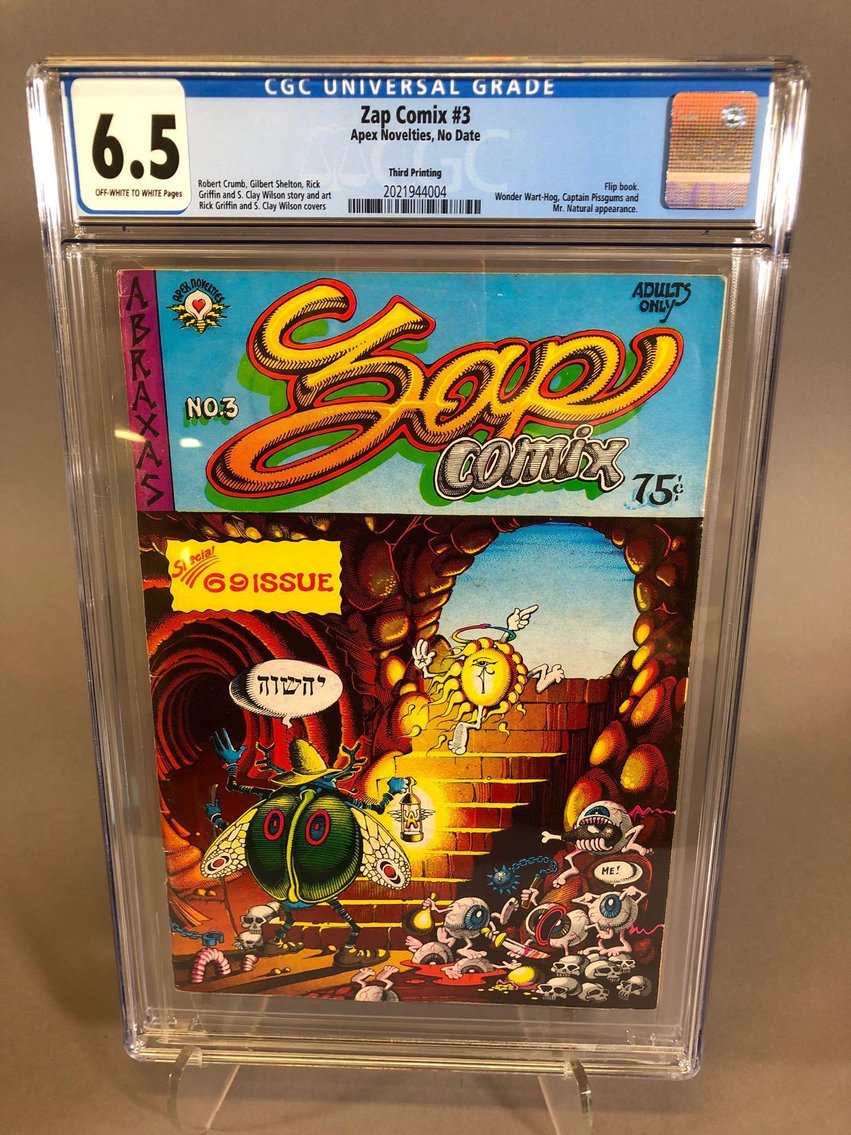 CGC UNIVERSAL GRADE
6.5
OFF-WHITE TO WHITE Pages
Zap Comix #3
Apex Novelties, No Date
Third Printing
2021944004
Robert Crumb, Gilbert Shelton, Rick
Griffin and S. Clay Wilson story and art
Rick Griffin and S. Clay Wilson covers
Flip book.
Wonder Wart-Hog, Captain Pissgums and
Mr. Natural appearance.
CGC
ABRAXAS
APEX NOVELTIES
ADULTS
ONLY
Zap
NO.3
comix
75¢
Special
69 ISSUE
יהשוה
ME!